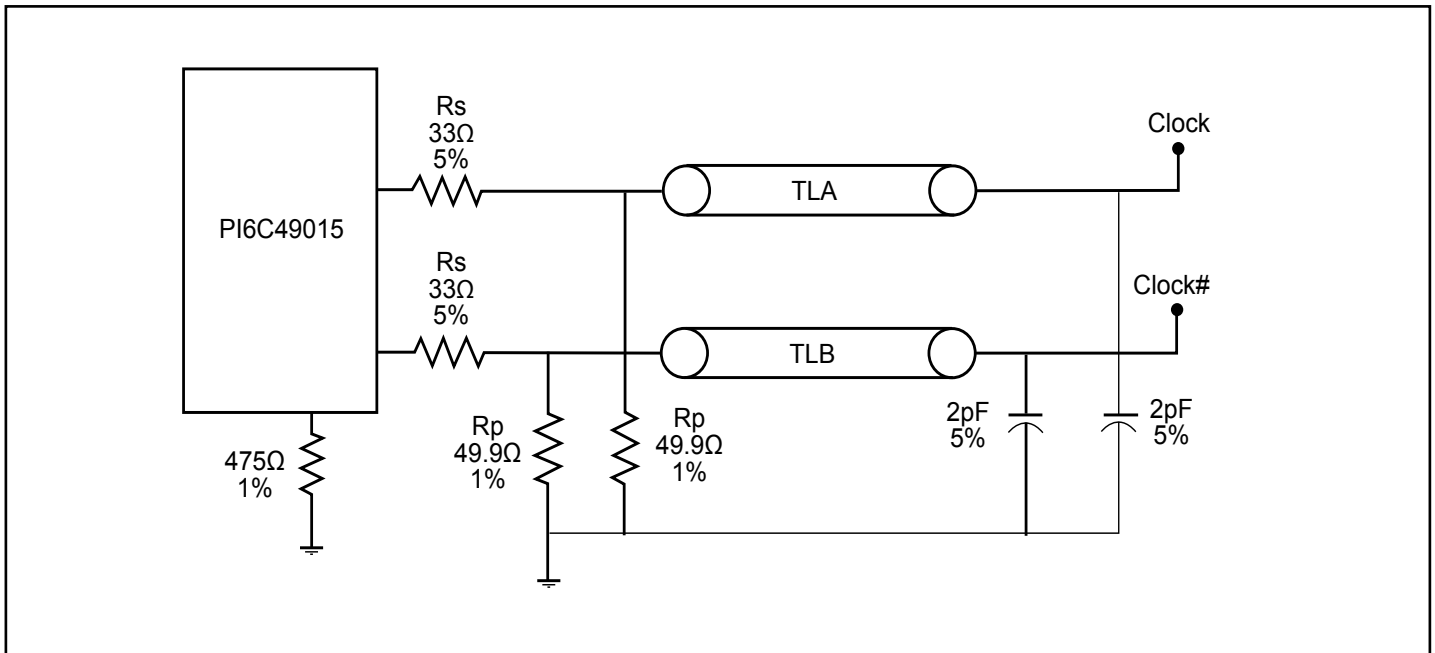 PI6C49015
Rs
33Ω
5%
Rs
33Ω
5%
475Ω
1%
Rp
49.9Ω
1%
Rp
49.9Ω
1%
TLA
TLB
Clock
Clock#
2pF
5%
2pF
5%